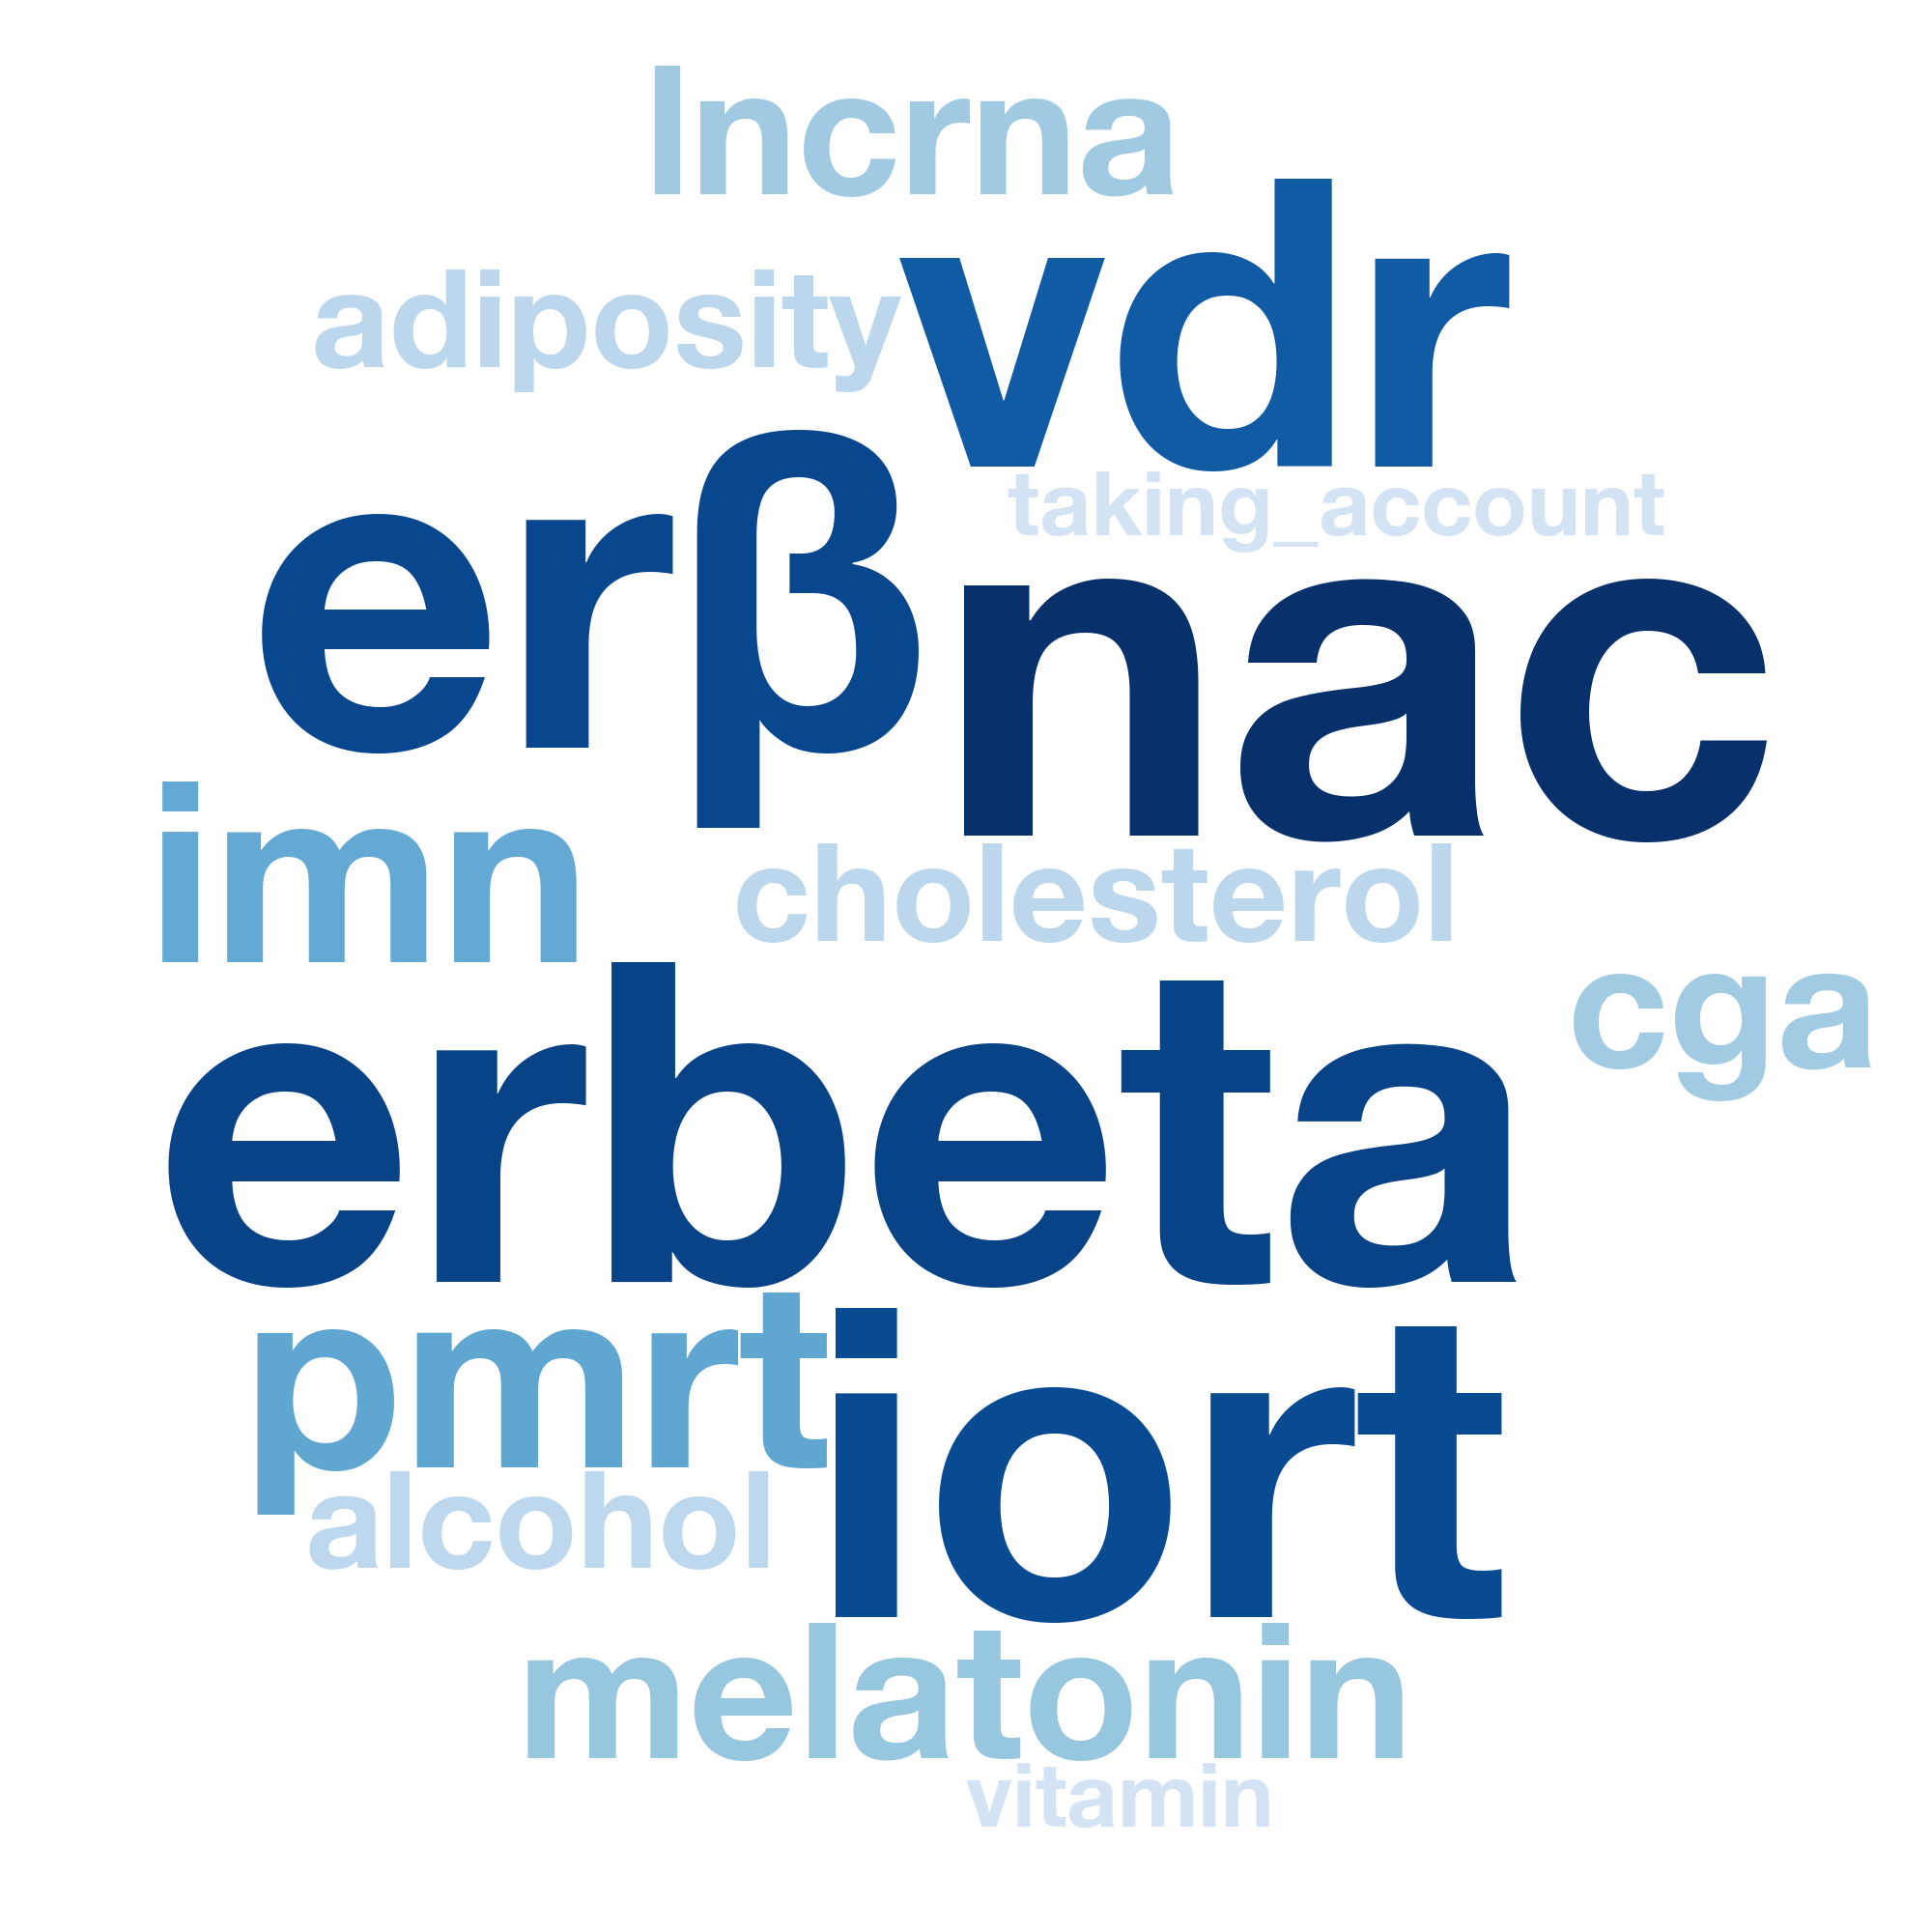 lncrna
vdr
adiposity
taking_account
erβ
nac
imn
cholesterol
cga
erbeta
pmrt
iort
alcohol
melatonin
vitamin